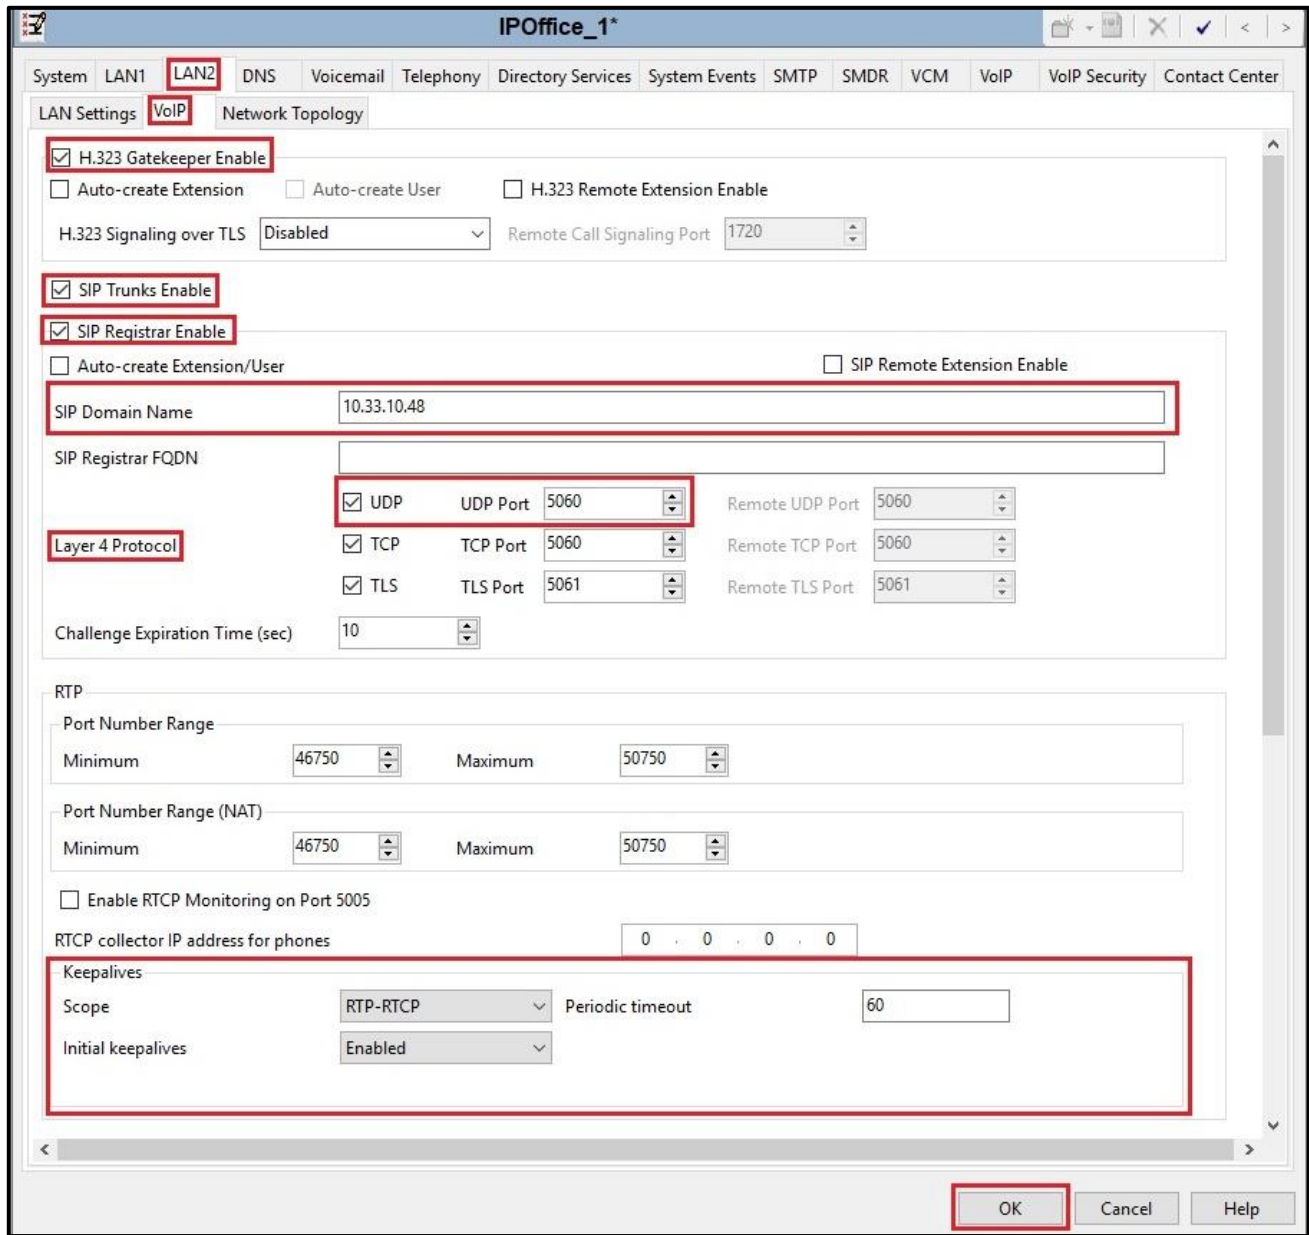 IPOffice_1*
System LAN1 LAN2 DNS Voicemail Telephony Directory Services System Events SMTP SMDR VCM VoIP VoIP Security Contact Center
LAN Settings VoIP Network Topology
H.323 Gatekeeper Enable
Auto-create Extension Auto-create User H.323 Remote Extension Enable
H.323 Signaling over TLS Disabled Remote Call Signaling Port 1720
SIP Trunks Enable
SIP Registrar Enable
Auto-create Extension/User SIP Remote Extension Enable
SIP Domain Name 10.33.10.48
SIP Registrar FQDN
UDP UDP Port 5060 Remote UDP Port 5060
Layer 4 Protocol TCP TCP Port 5060 Remote TCP Port 5060
TLS TLS Port 5061 Remote TLS Port 5061
Challenge Expiration Time (sec) 10
RTP
Port Number Range
Minimum 46750 Maximum 50750
Port Number Range (NAT)
Minimum 46750 Maximum 50750
Enable RTCP Monitoring on Port 5005
RTCP collector IP address for phones 0 . 0 . 0 . 0
Keepalives
Scope RTP-RTCP Periodic timeout 60
Initial keepalives Enabled
OK Cancel Help